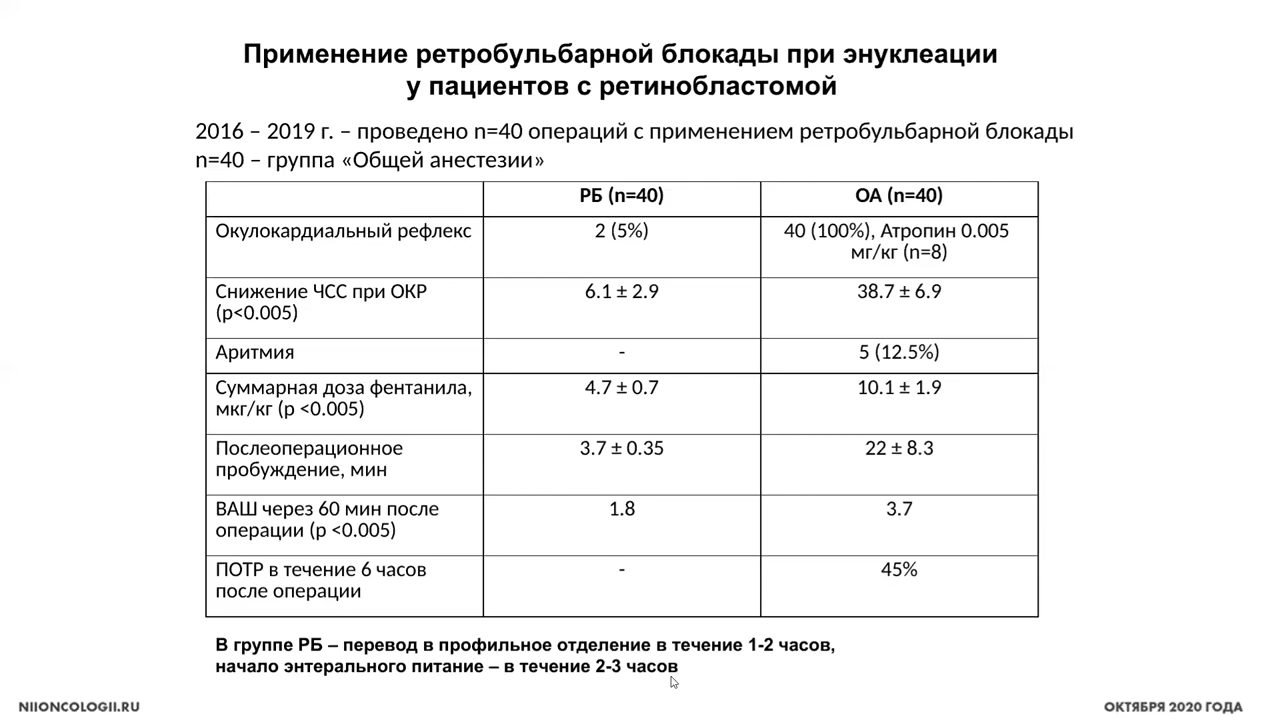 Применение ретробульбарной блокады при энуклеации
у пациентов с ретинобластомой
2016 – 2019 г. – проведено n=40 операций с применением ретробульбарной блокады
n=40 – группа «Общей анестезии»
РБ (n=40) ОА (n=40)
Окулокардиальный рефлекс 2 (5%) 40 (100%), Атропин 0.005
мг/кг (n=8)
Снижение ЧСС при ОКР 6.1 ± 2.9 38.7 ± 6.9
(p<0.005)
Аритмия - 5 (12.5%)
Суммарная доза фентанила, 4.7 ± 0.7 10.1 ± 1.9
мкг/кг (p <0.005)
Послеоперационное 3.7 ± 0.35 22 ± 8.3
пробуждение, мин
ВАШ через 60 мин после 1.8 3.7
операции (p <0.005)
ПОТР в течение 6 часов - 45%
после операции
В группе РБ – перевод в профильное отделение в течение 1-2 часов,
начало энтерального питание – в течение 2-3 часов
NIIONCOLOGII.RU ОКТЯБРЯ 2020 ГОДА